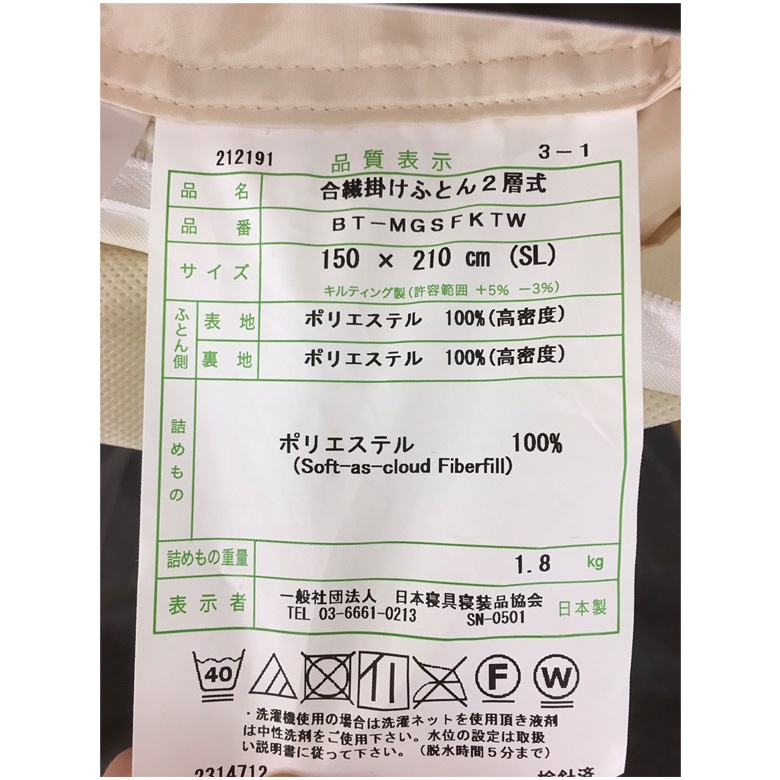 212191 品質表示 3-1
品名 合繊掛けふとん2層式
品番 BT-MGSFKTW
サイズ 150 × 210 cm (SL)
キルティング製(許容範囲 +5% -3%)
ふとん側 表地 ポリエステル 100%(高密度)
裏地 ポリエステル 100%(高密度)
詰めもの ポリエステル 100%
(Soft-as-cloud Fiberfill)
詰めもの重量 1.8 kg
表示者 一般社団法人 日本寝具寝装品協会 日本製
TEL 03-6661-0213 SN-0501
40 F W
・洗濯機使用の場合は洗濯ネットを使用頂き液剤
は中性洗剤をご使用下さい。水位の設定は取扱
い説明書に従って下さい。(脱水時間5分まで)
2314712 検針済